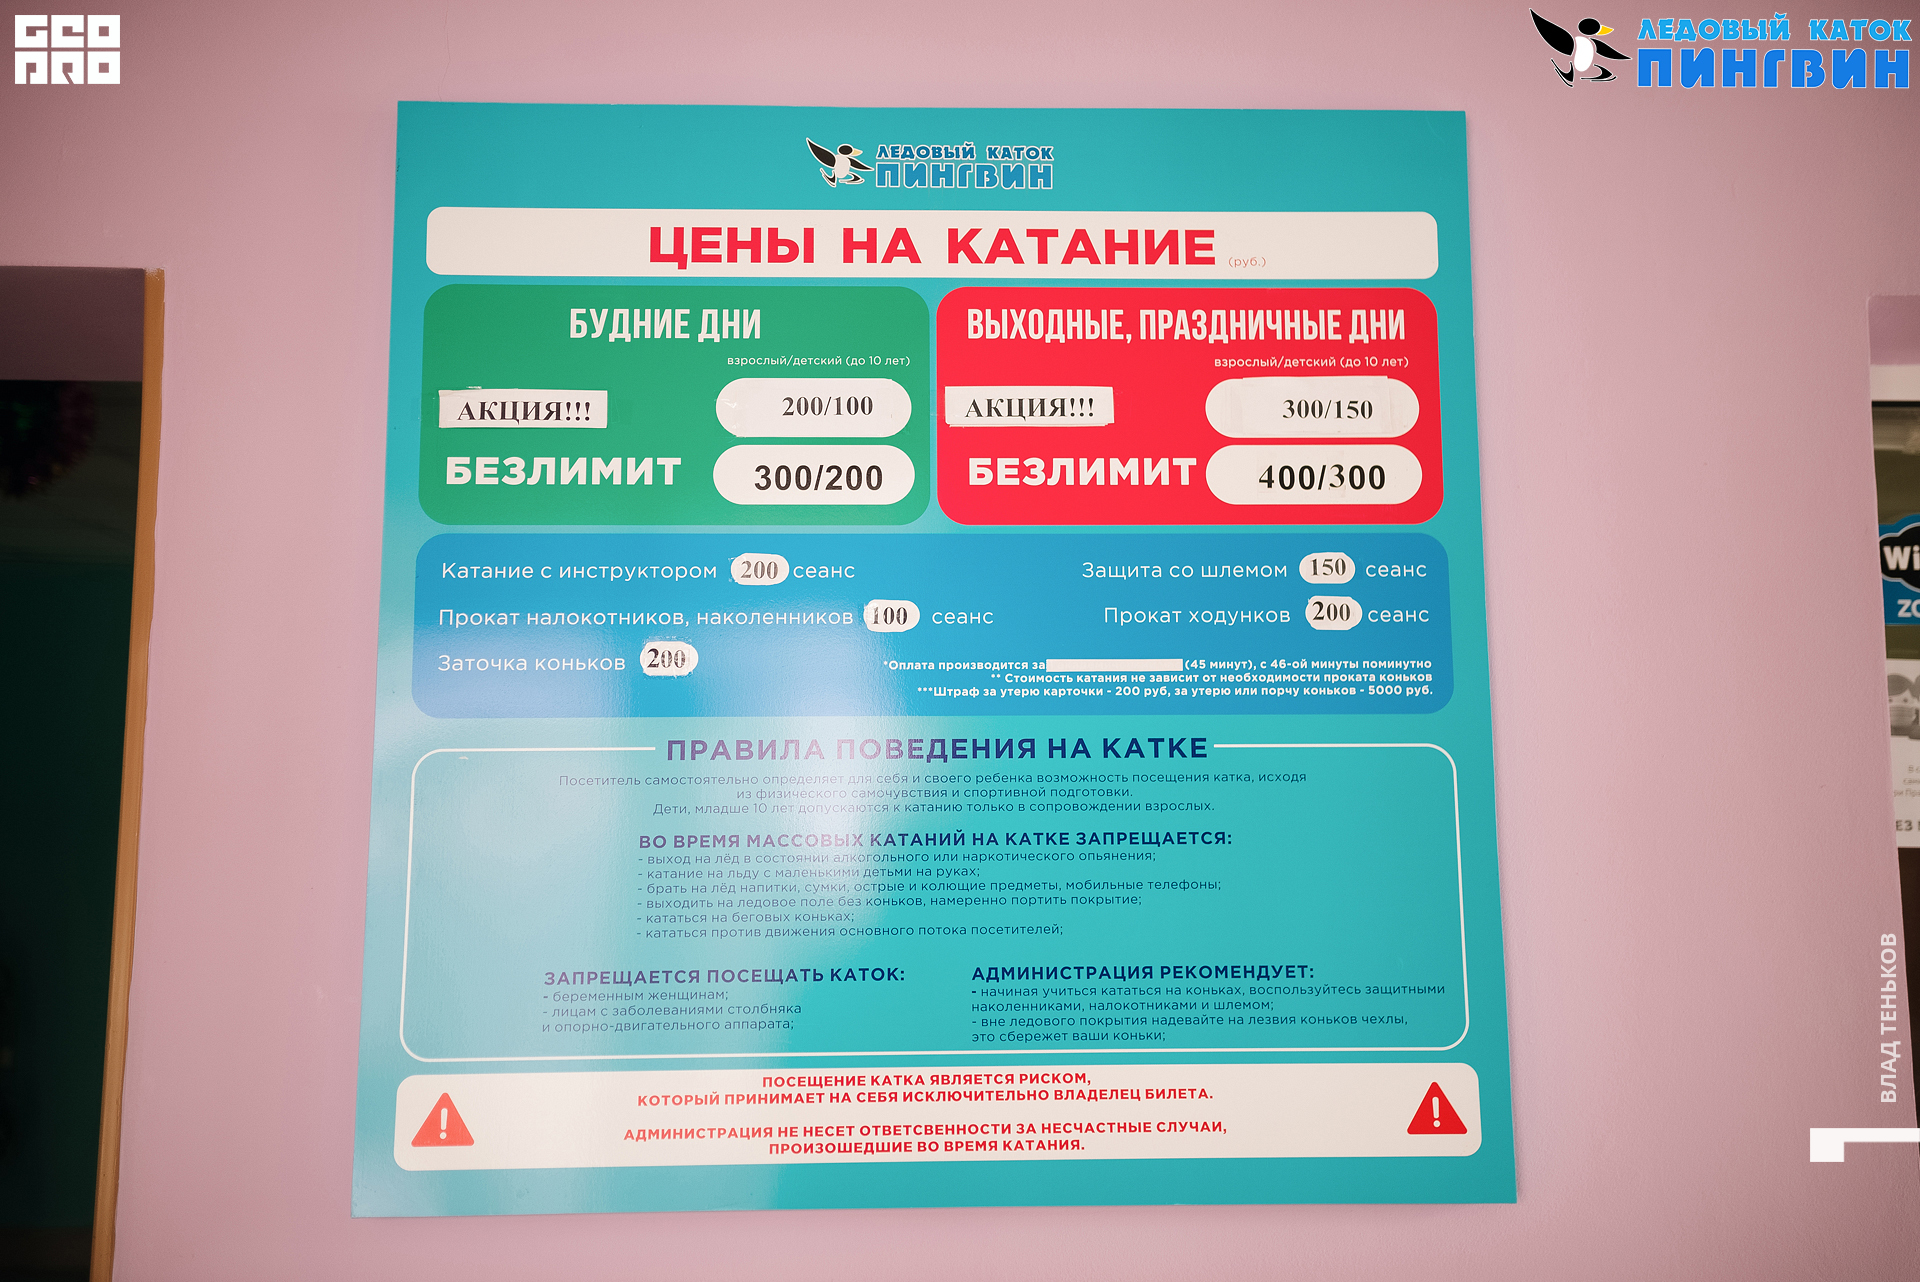 GEO
PRO
ЛЕДОВЫЙ КАТОК
ПИНГВИН
ЛЕДОВЫЙ КАТОК
ПИНГВИН
ЦЕНЫ НА КАТАНИЕ (руб.)
БУДНИЕ ДНИ
взрослый/детский (до 10 лет)
АКЦИЯ!!! 200/100
БЕЗЛИМИТ 300/200
ВЫХОДНЫЕ, ПРАЗДНИЧНЫЕ ДНИ
взрослый/детский (до 10 лет)
АКЦИЯ!!! 300/150
БЕЗЛИМИТ 400/300
Катание с инструктором 200 сеанс
Защита со шлемом 150 сеанс
Прокат налокотников, наколенников 100 сеанс
Прокат ходунков 200 сеанс
Заточка коньков 200
*Оплата производится за (45 минут), с 46-ой минуты поминутно
** Стоимость катания не зависит от необходимости проката коньков
***Штраф за утерю карточки - 200 руб, за утерю или порчу коньков - 5000 руб.
ПРАВИЛА ПОВЕДЕНИЯ НА КАТКЕ
Посетитель самостоятельно определяет для себя и своего ребенка возможность посещения катка, исходя
из физического самочувствия и спортивной подготовки.
Дети, младше 10 лет допускаются к катанию только в сопровождении взрослых.
ВО ВРЕМЯ МАССОВЫХ КАТАНИЙ НА КАТКЕ ЗАПРЕЩАЕТСЯ:
- выход на лёд в состоянии алкогольного или наркотического опьянения;
- катание на льду с маленькими детьми на руках;
- брать на лёд напитки, сумки, острые и колющие предметы, мобильные телефоны;
- выходить на ледовое поле без коньков, намеренно портить покрытие;
- кататься на беговых коньках;
- кататься против движения основного потока посетителей;
ЗАПРЕЩАЕТСЯ ПОСЕЩАТЬ КАТОК:
- беременным женщинам;
- лицам с заболеваниями столбняка
и опорно-двигательного аппарата;
АДМИНИСТРАЦИЯ РЕКОМЕНДУЕТ:
- начиная учиться кататься на коньках, воспользуйтесь защитными
наколенниками, налокотниками и шлемом;
- вне ледового покрытия надевайте на лезвия коньков чехлы,
это сбережет ваши коньки;
ПОСЕЩЕНИЕ КАТКА ЯВЛЯЕТСЯ РИСКОМ,
КОТОРЫЙ ПРИНИМАЕТ НА СЕБЯ ИСКЛЮЧИТЕЛЬНО ВЛАДЕЛЕЦ БИЛЕТА.
АДМИНИСТРАЦИЯ НЕ НЕСЕТ ОТВЕТСВЕННОСТИ ЗА НЕСЧАСТНЫЕ СЛУЧАИ,
ПРОИЗОШЕДШИЕ ВО ВРЕМЯ КАТАНИЯ.
Wi
ZO
ВЛАД ТЕНЬКОВ